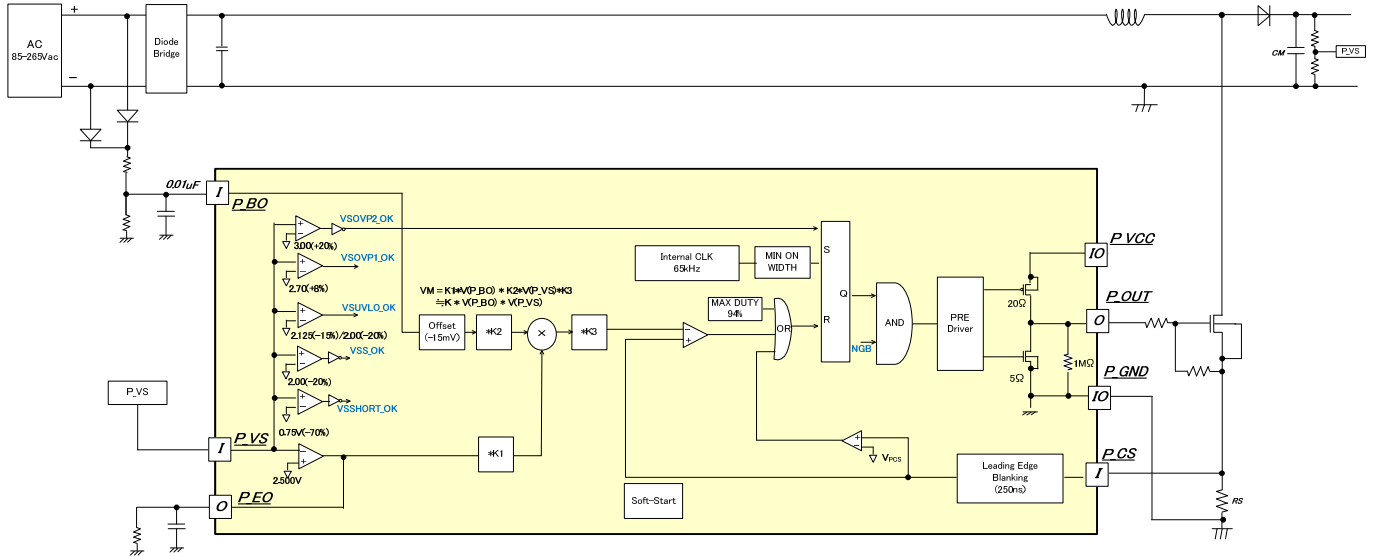 +
AC
85-265Vac
−
Diode
Bridge
CM
P_VS
0.01uF
I
P_BO
VSOVP2_OK
3.00(+20%)
VSOVP1_OK
2.70(+8%)
VSUVLO_OK
2.125(-15%)/2.00(-20%)
VSS_OK
2.00(-20%)
VSSHORT_OK
0.75V(-70%)
VM = K1*V(P_BO) * K2*V(P_VS)*K3
≒K * V(P_BO) * V(P_VS)
Offset
(-15mV)
*K2
×
*K3
Internal CLK
65kHz
MIN ON
WIDTH
MAX DUTY
94%
OR
S
Q
R
NGB
AND
PRE
Driver
20Ω
5Ω
1MΩ
IO
P_VCC
O
P_OUT
IO
P_GND
I
P_CS
RS
P_VS
I
P_VS
2.500V
*K1
VPCS
Leading Edge
Blanking
(250ns)
Soft-Start
O
P_EO